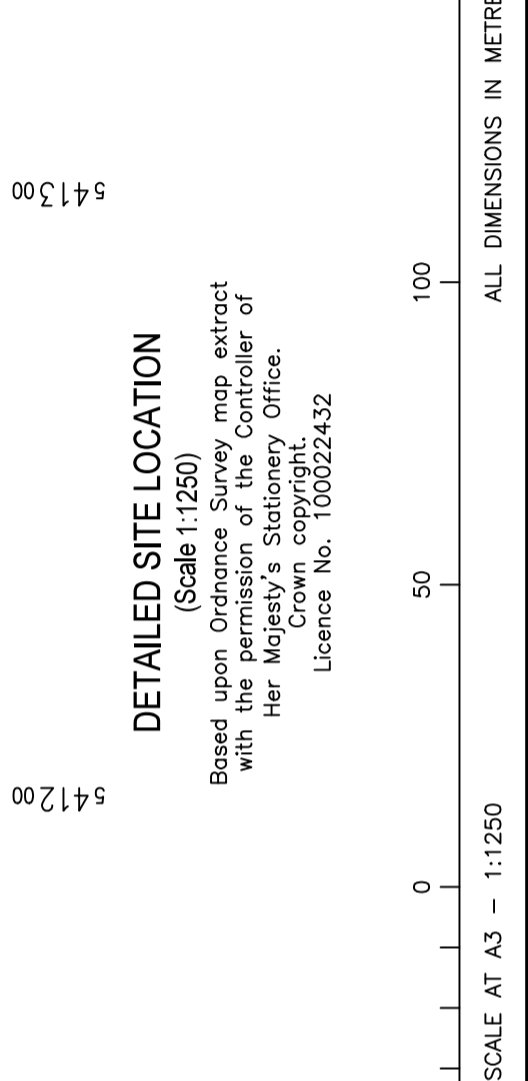 541200
541300
DETAILED SITE LOCATION
(Scale 1:1250)
Based upon Ordnance Survey map extract
with the permission of the Controller of
Her Majesty's Stationery Office.
Crown copyright.
Licence No. 100022432
0 50 100
SCALE AT A3 – 1:1250
ALL DIMENSIONS IN METRE